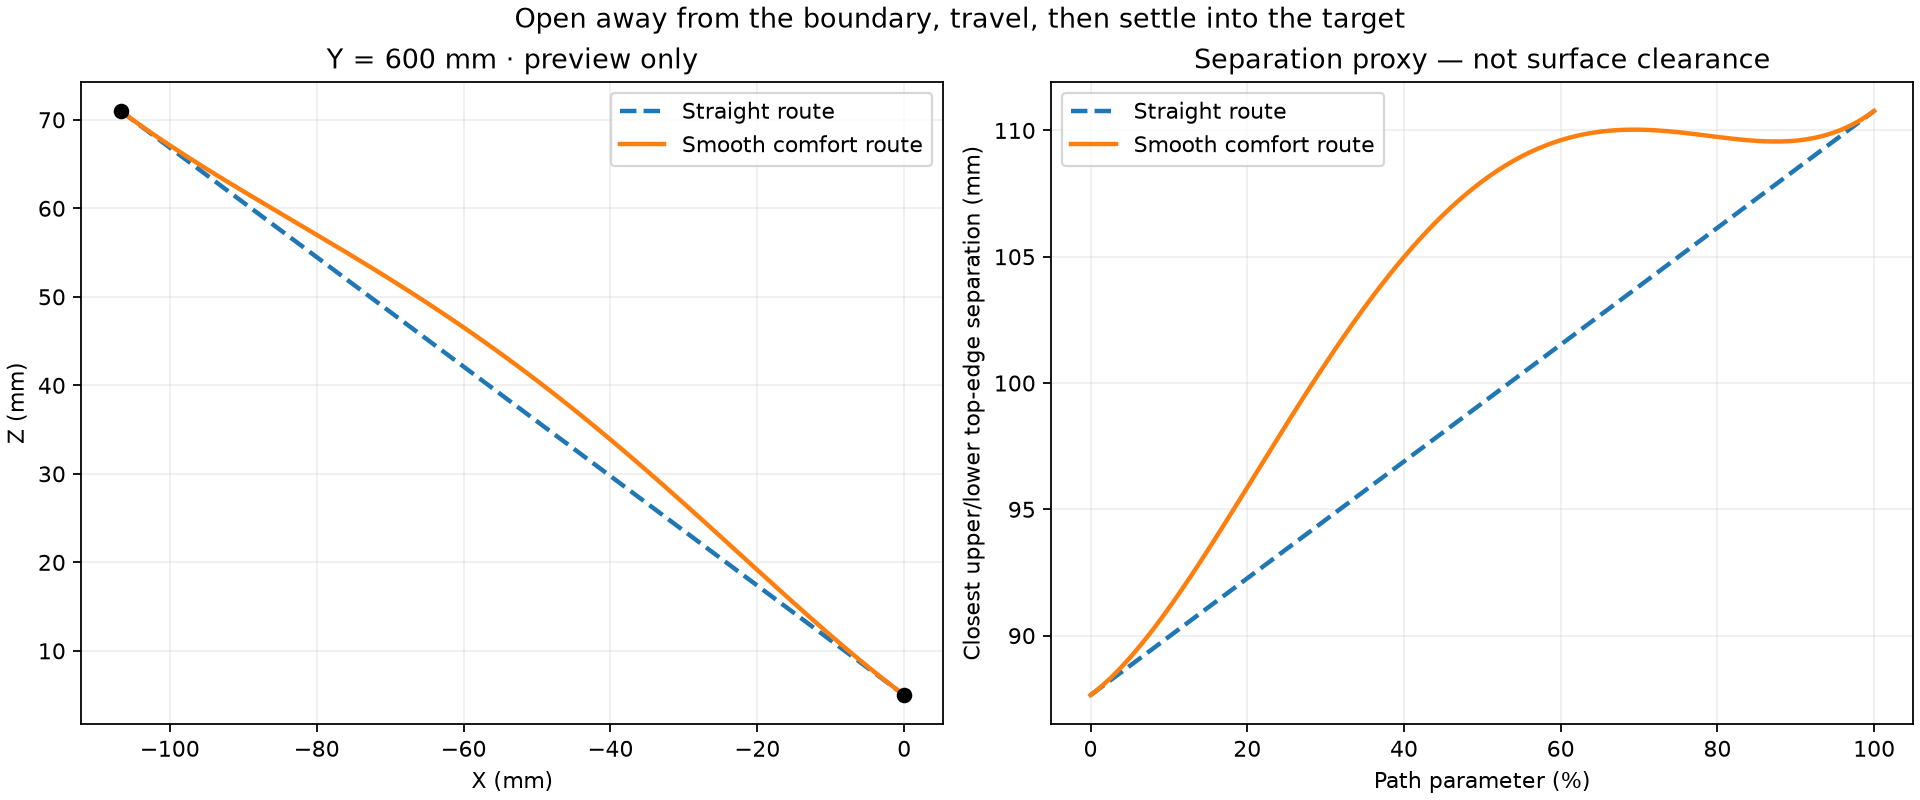 Open away from the boundary, travel, then settle into the target
Y = 600 mm · preview only
Straight route
Smooth comfort route
70
60
50
40
30
20
10
Z (mm)
−100
−80
−60
−40
−20
0
X (mm)
Separation proxy — not surface clearance
Straight route
Smooth comfort route
110
105
100
95
90
Closest upper/lower top-edge separation (mm)
0
20
40
60
80
100
Path parameter (%)